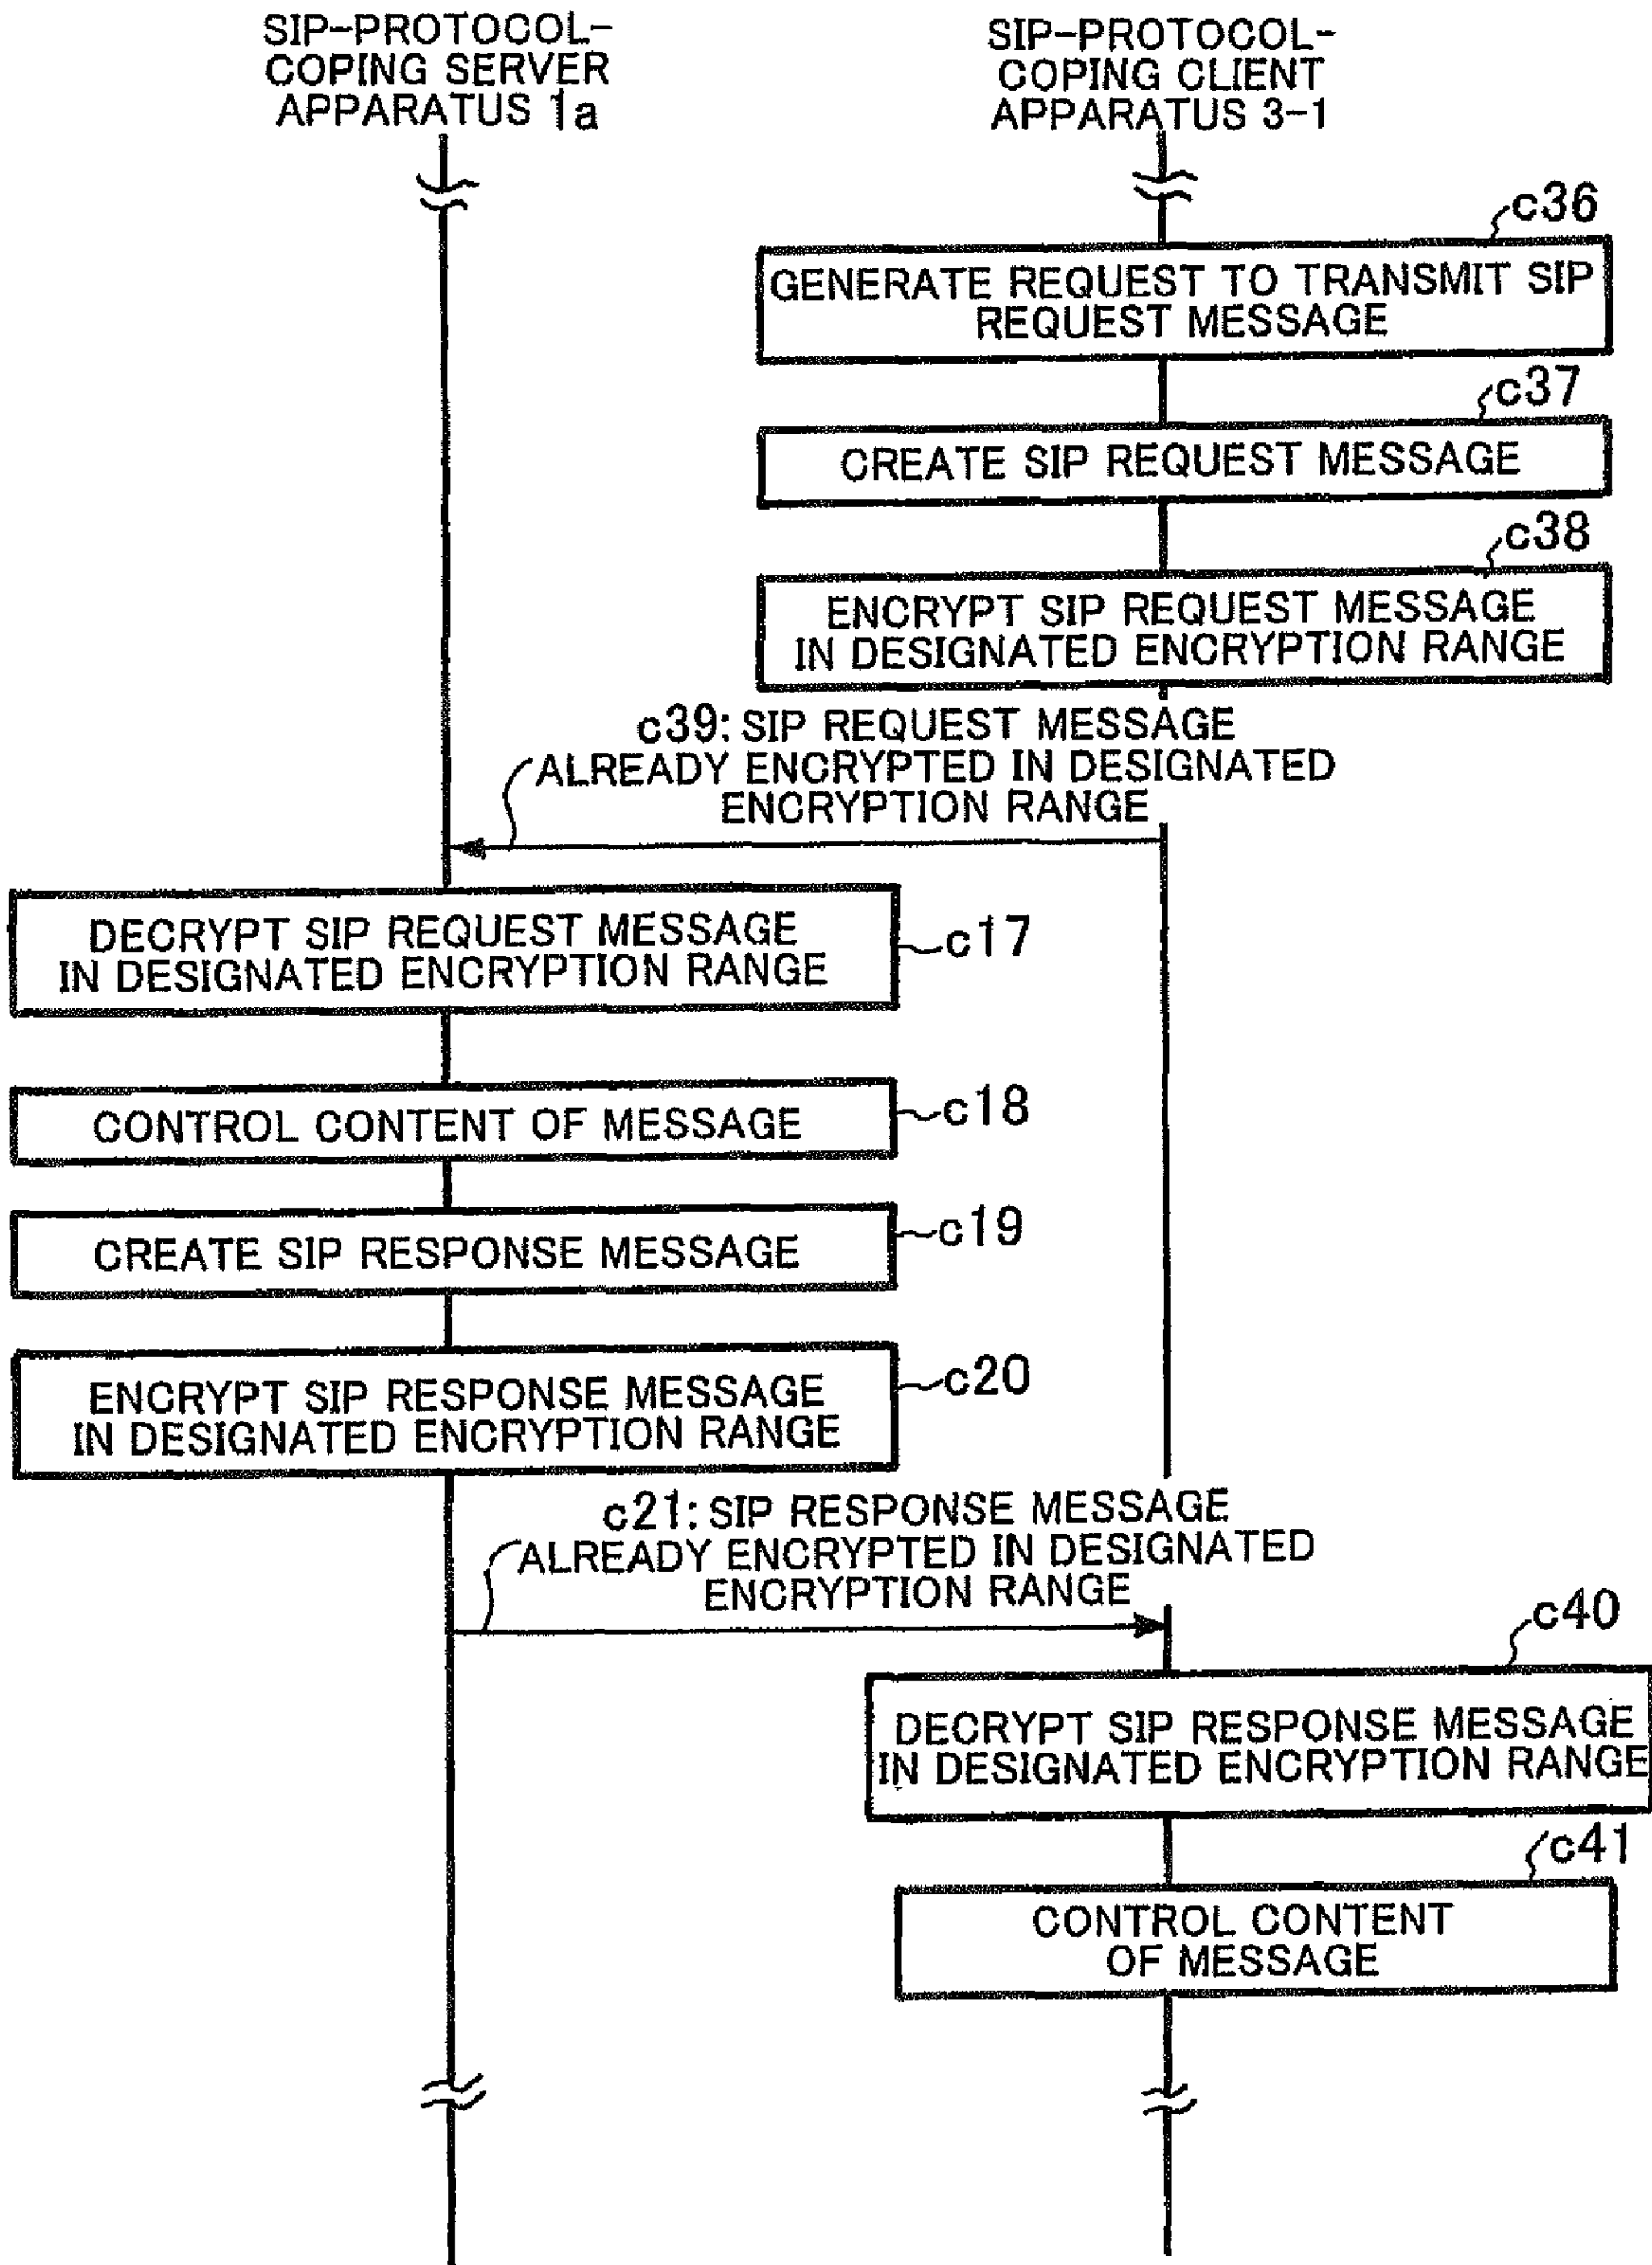 SIP-PROTOCOL-
COPING SERVER
APPARATUS 1a
SIP-PROTOCOL-
COPING CLIENT
APPARATUS 3-1
c36
GENERATE REQUEST TO TRANSMIT SIP
REQUEST MESSAGE
c37
CREATE SIP REQUEST MESSAGE
c38
ENCRYPT SIP REQUEST MESSAGE
IN DESIGNATED ENCRYPTION RANGE
c39: SIP REQUEST MESSAGE
ALREADY ENCRYPTED IN DESIGNATED
ENCRYPTION RANGE
DECRYPT SIP REQUEST MESSAGE
IN DESIGNATED ENCRYPTION RANGE
c17
CONTROL CONTENT OF MESSAGE
c18
CREATE SIP RESPONSE MESSAGE
c19
ENCRYPT SIP RESPONSE MESSAGE
IN DESIGNATED ENCRYPTION RANGE
c20
c21: SIP RESPONSE MESSAGE
ALREADY ENCRYPTED IN DESIGNATED
ENCRYPTION RANGE
c40
DECRYPT SIP RESPONSE MESSAGE
IN DESIGNATED ENCRYPTION RANGE
c41
CONTROL CONTENT
OF MESSAGE